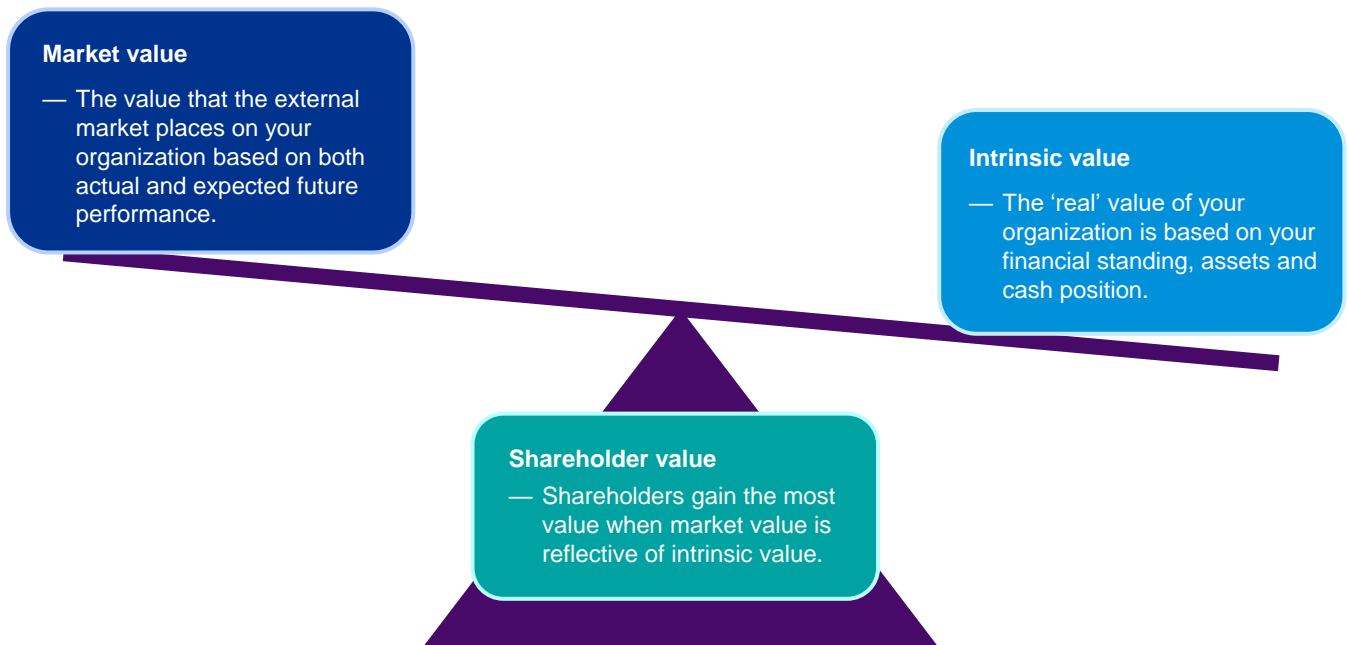 Market value
— The value that the external
market places on your
organization based on both
actual and expected future
performance.
Intrinsic value
— The ‘real’ value of your
organization is based on your
financial standing, assets and
cash position.
Shareholder value
— Shareholders gain the most
value when market value is
reflective of intrinsic value.